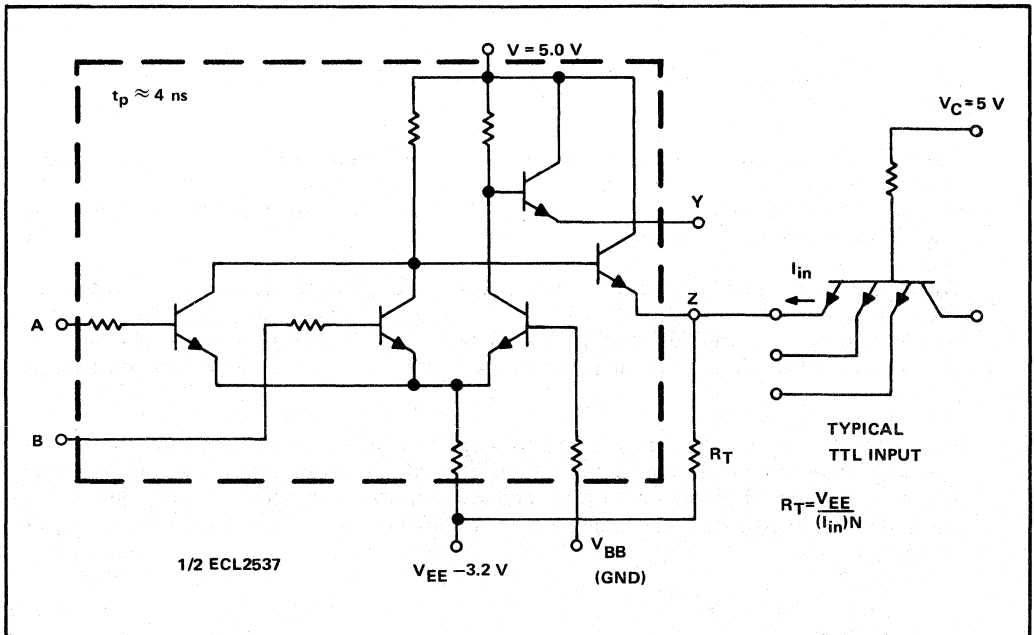 V = 5.0 V
tp ≈ 4 ns
VC = 5 V
Y
Iin
Z
A
B
TYPICAL
TTL INPUT
RT
RT = VEE
(Iin)N
1/2 ECL2537
VEE −3.2 V
VBB
(GND)